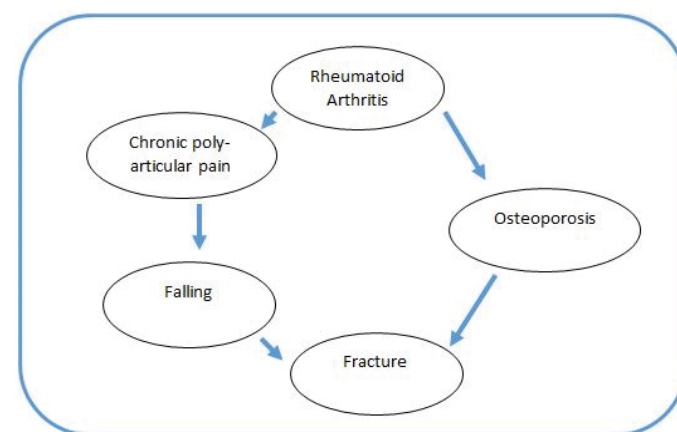 Rheumatoid
Arthritis
Chronic poly-
articular pain
Osteoporosis
Falling
Fracture